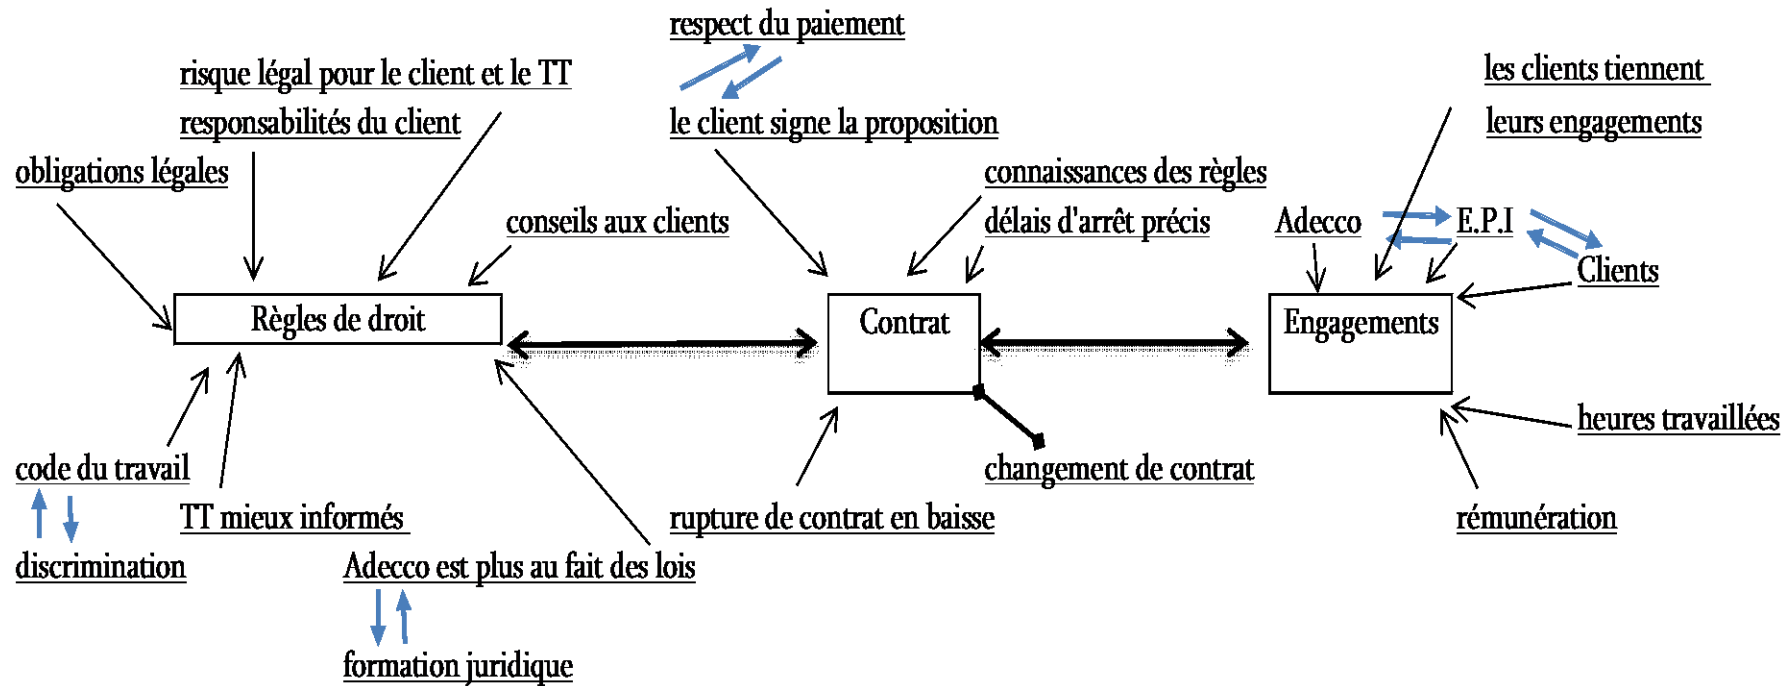 respect du paiement
risque légal pour le client et le TT
les clients tiennent
responsabilités du client
le client signe la proposition
leurs engagements
obligations légales
connaissances des règles
conseils aux clients
délais d'arrêt précis
Adecco
E.P.I
Clients
Règles de droit
Contrat
Engagements
heures travaillées
code du travail
changement de contrat
TT mieux informés
rupture de contrat en baisse
rémunération
discrimination
Adecco est plus au fait des lois
formation juridique